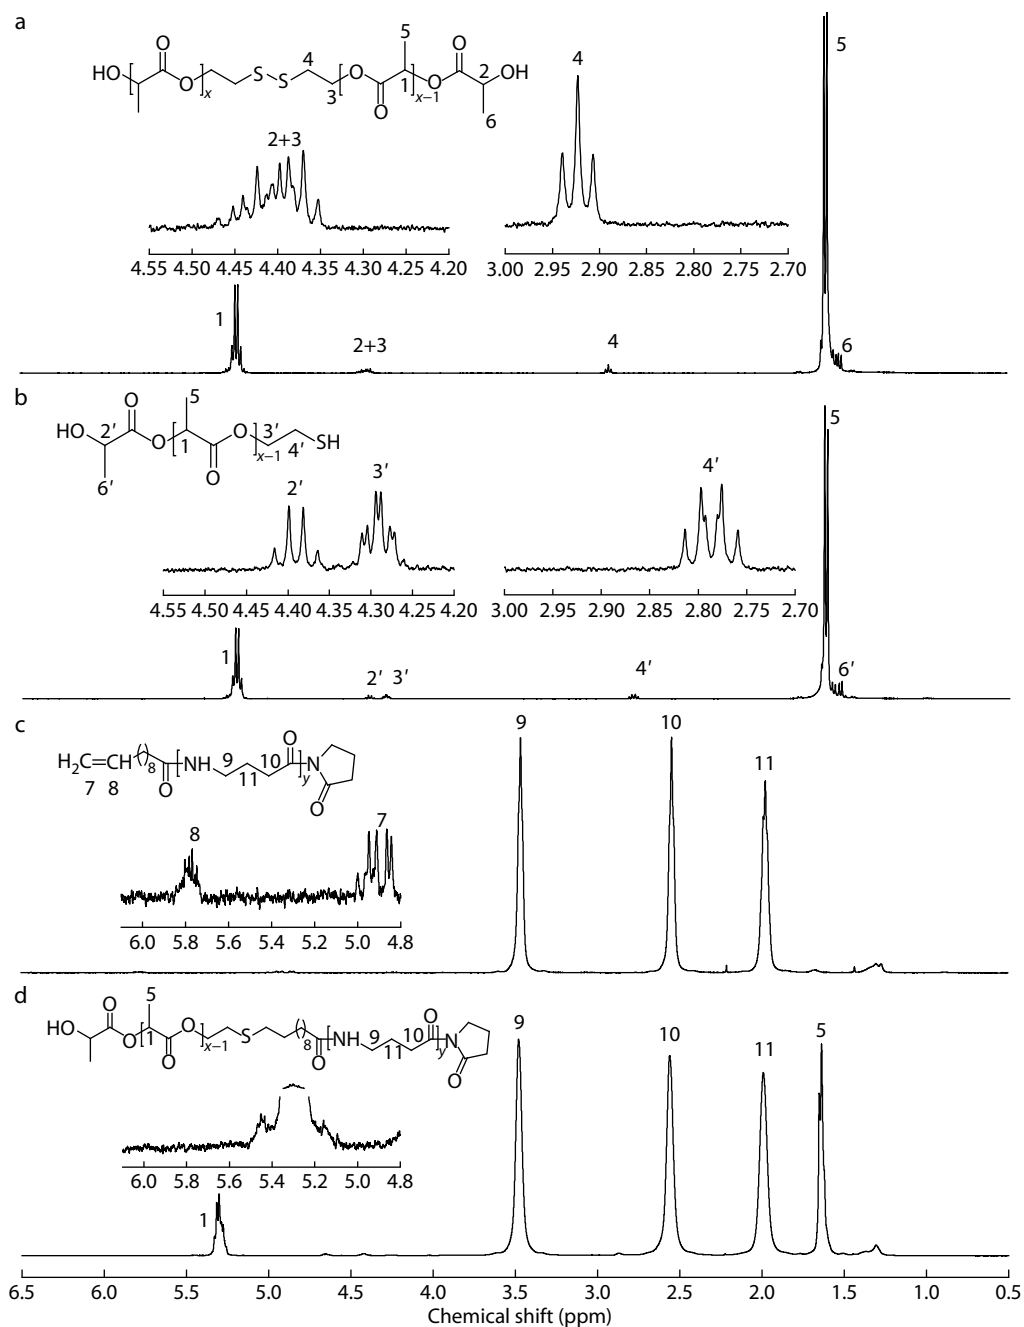 a
5
4
O
O
4
5
O
HO
O
x
S
S
3
O
1
O
x−1
O
2
OH
6
2+3
4.55 4.50 4.45 4.40 4.35 4.30 4.25 4.20
3.00 2.95 2.90 2.85 2.80 2.75 2.70
1
2+3
4
6
b
O
5
HO
2′
O
1
O
O
x−1
3′
4′
SH
6′
2′
3′
4′
5
4.55 4.50 4.45 4.40 4.35 4.30 4.25 4.20
3.00 2.95 2.90 2.85 2.80 2.75 2.70
1
2′ 3′
4′
6′
c
H2C=CH
7 8
( )8
O
NH
9
11
10
O
y
N
O
9
10
11
8
7
6.0 5.8 5.6 5.4 5.2 5.0 4.8
d
HO
O
O
5
1
O
O
x−1
S
( )8
O
NH
9
11
10
O
y
N
O
9
10
11
5
6.0 5.8 5.6 5.4 5.2 5.0 4.8
1
6.5 6.0 5.5 5.0 4.5 4.0 3.5 3.0 2.5 2.0 1.5 1.0 0.5
Chemical shift (ppm)